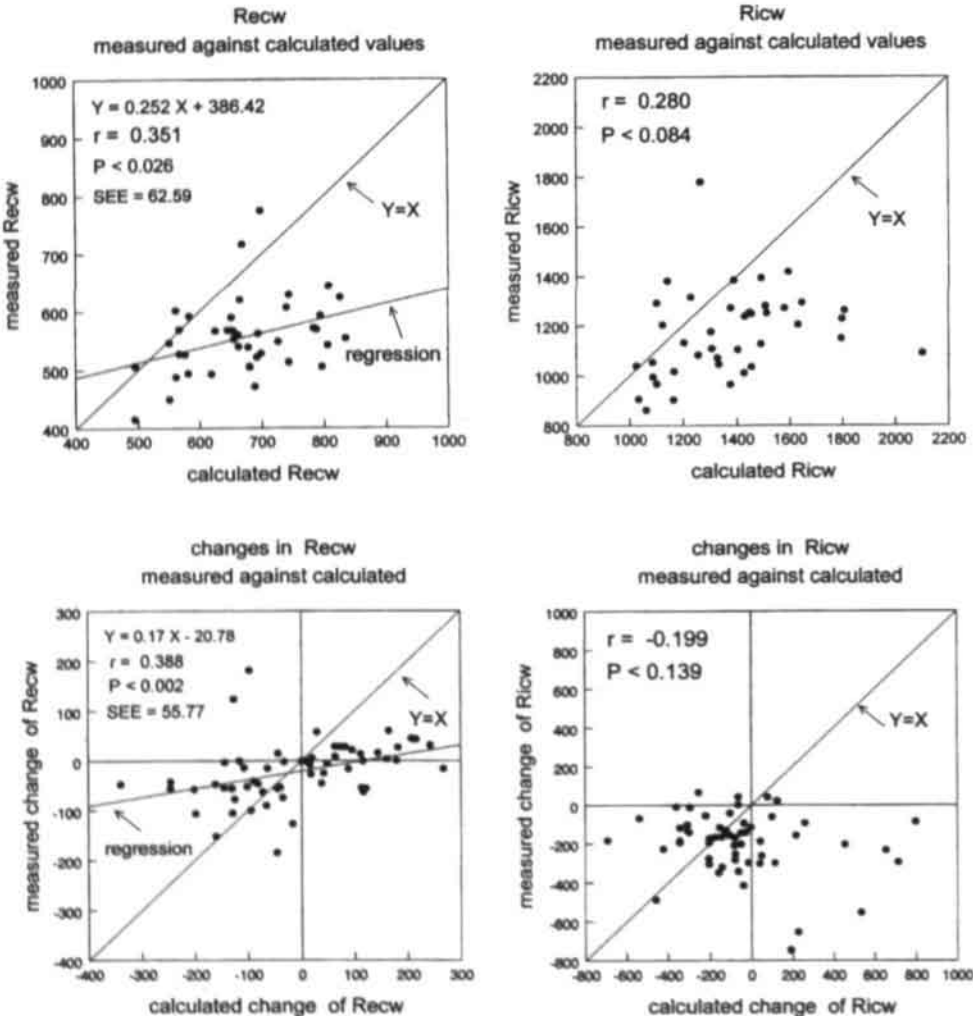 Recw
measured against calculated values
1000
900
800
700
600
500
400
Y = 0.252 X + 386.42
r = 0.351
P < 0.026
SEE = 62.59
Y=X
regression
400 500 600 700 800 900 1000
measured Recw
calculated Recw
Ricw
measured against calculated values
2200
2000
1800
1600
1400
1200
1000
800
r = 0.280
P < 0.084
Y=X
800 1000 1200 1400 1600 1800 2000 2200
measured Ricw
calculated Ricw
changes in Recw
measured against calculated
300
200
100
0
-100
-200
-300
-400
Y = 0.17 X - 20.78
r = 0.388
P < 0.002
SEE = 55.77
Y=X
regression
-400 -300 -200 -100 0 100 200 300
measured change of Recw
calculated change of Recw
changes in Ricw
measured against calculated
1000
800
600
400
200
0
-200
-400
-600
-800
r = -0.199
P < 0.139
Y=X
-800 -600 -400 -200 0 200 400 600 800 1000
measured change of Ricw
calculated change of Ricw